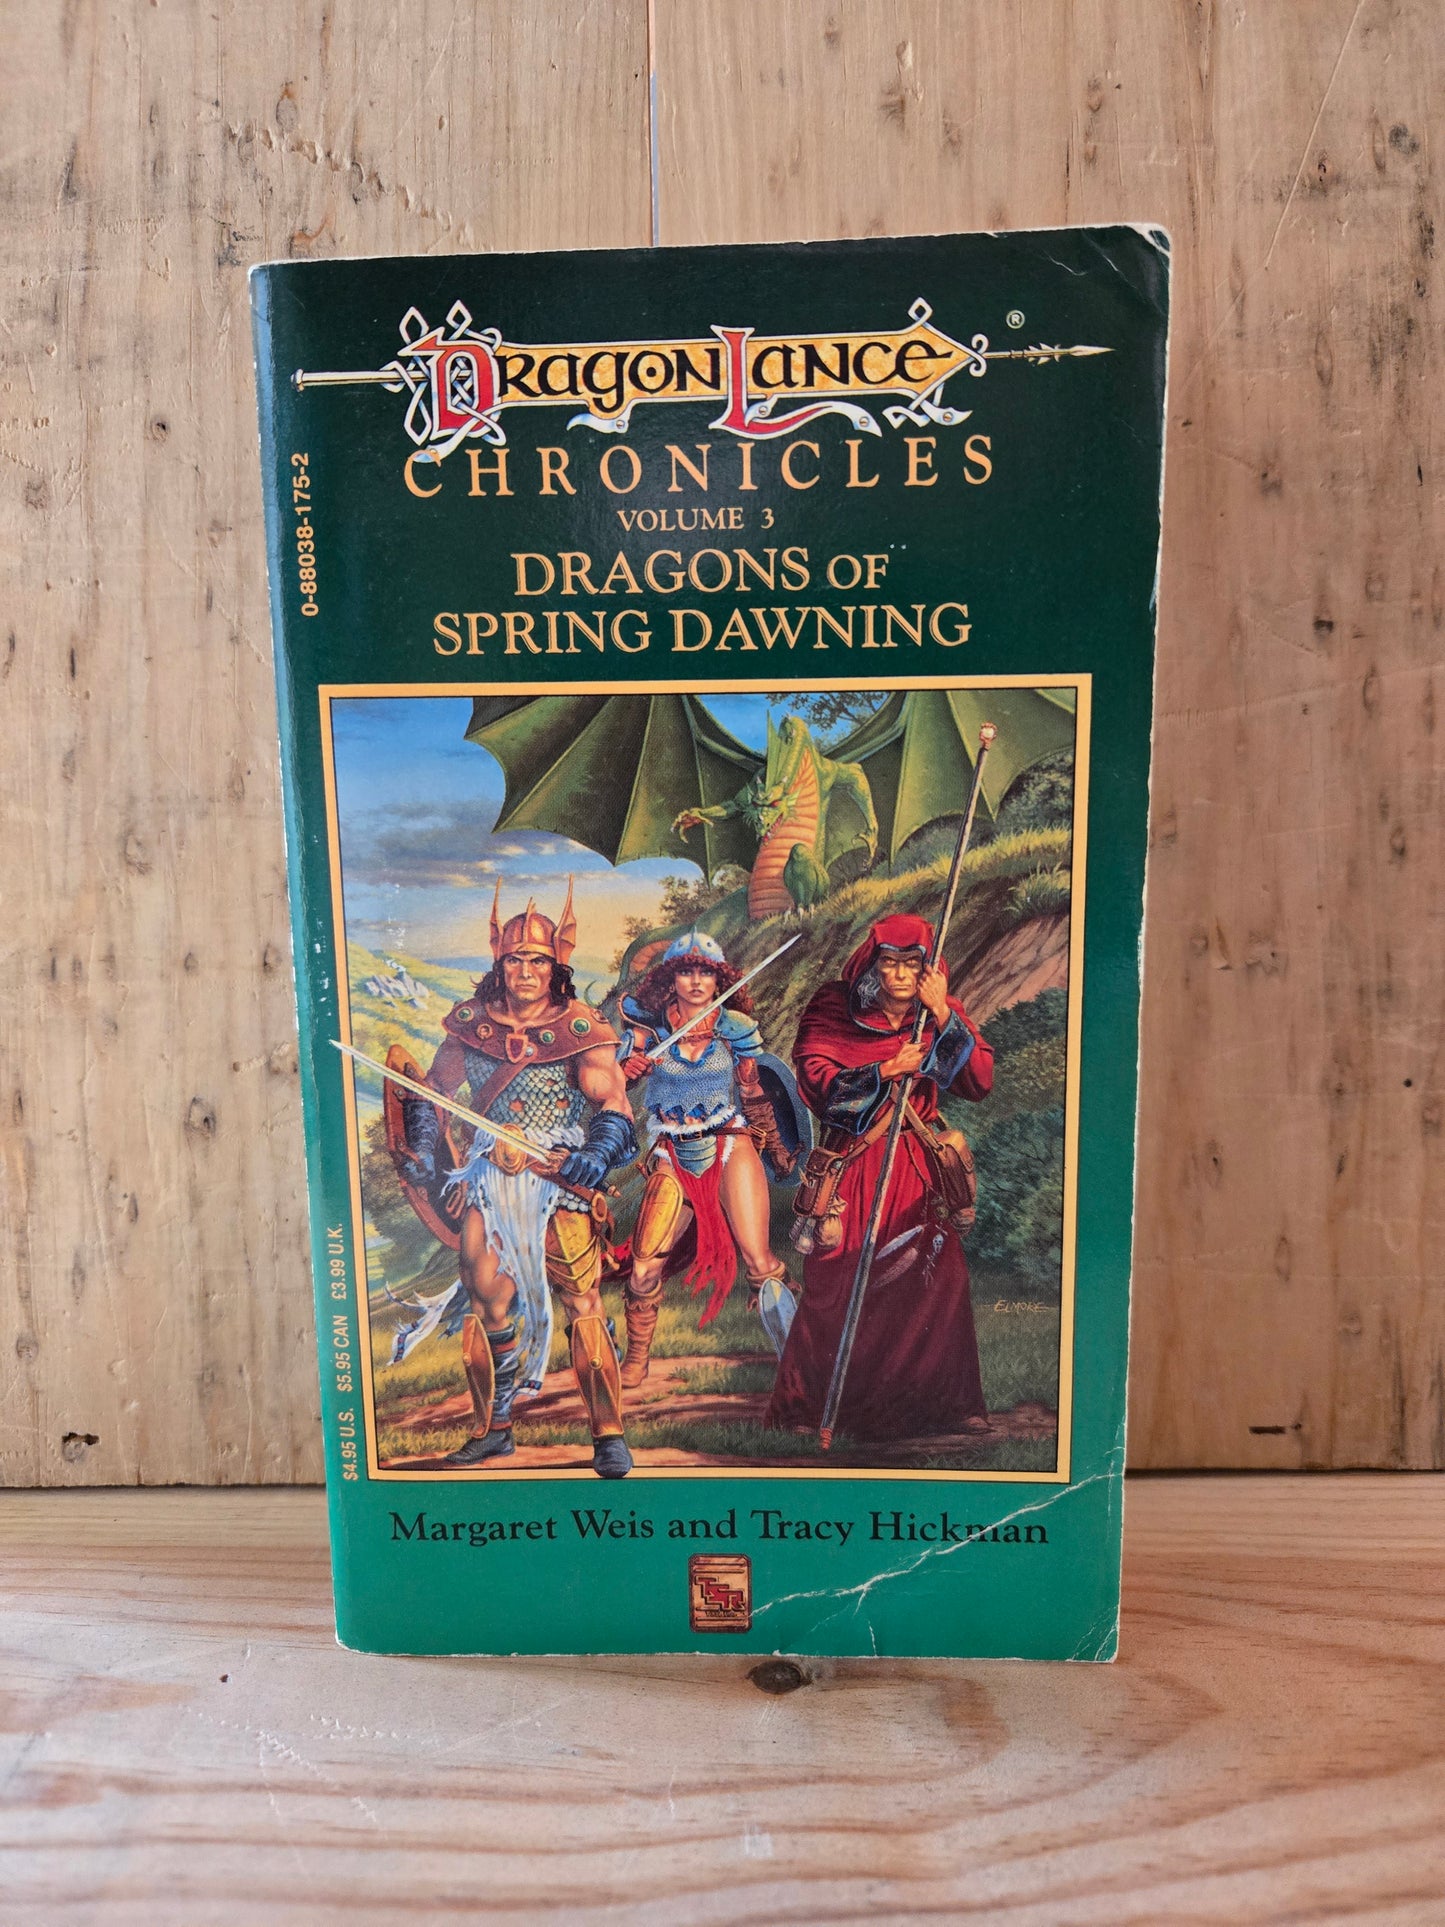 DRAGONLANCE ®
CHRONICLES
VOLUME 3
DRAGONS OF
SPRING DAWNING
0-88038-175-2
$4.95 U.S. $5.95 CAN £3.99 U.K.
ELMORE
Margaret Weis and Tracy Hickman
TSR